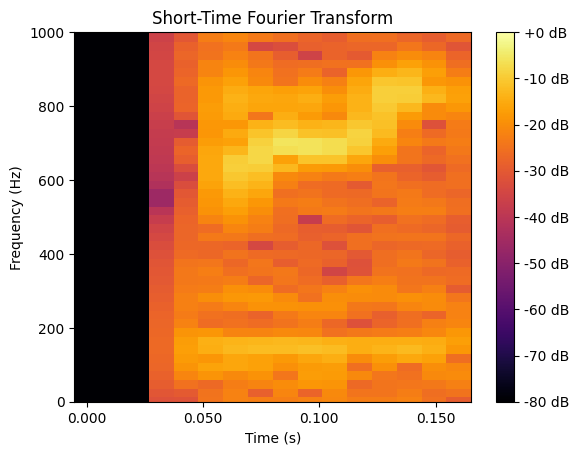 Short-Time Fourier Transform
Frequency (Hz)
1000
800
600
400
200
0
0.000
0.050
0.100
0.150
Time (s)
+0 dB
-10 dB
-20 dB
-30 dB
-40 dB
-50 dB
-60 dB
-70 dB
-80 dB